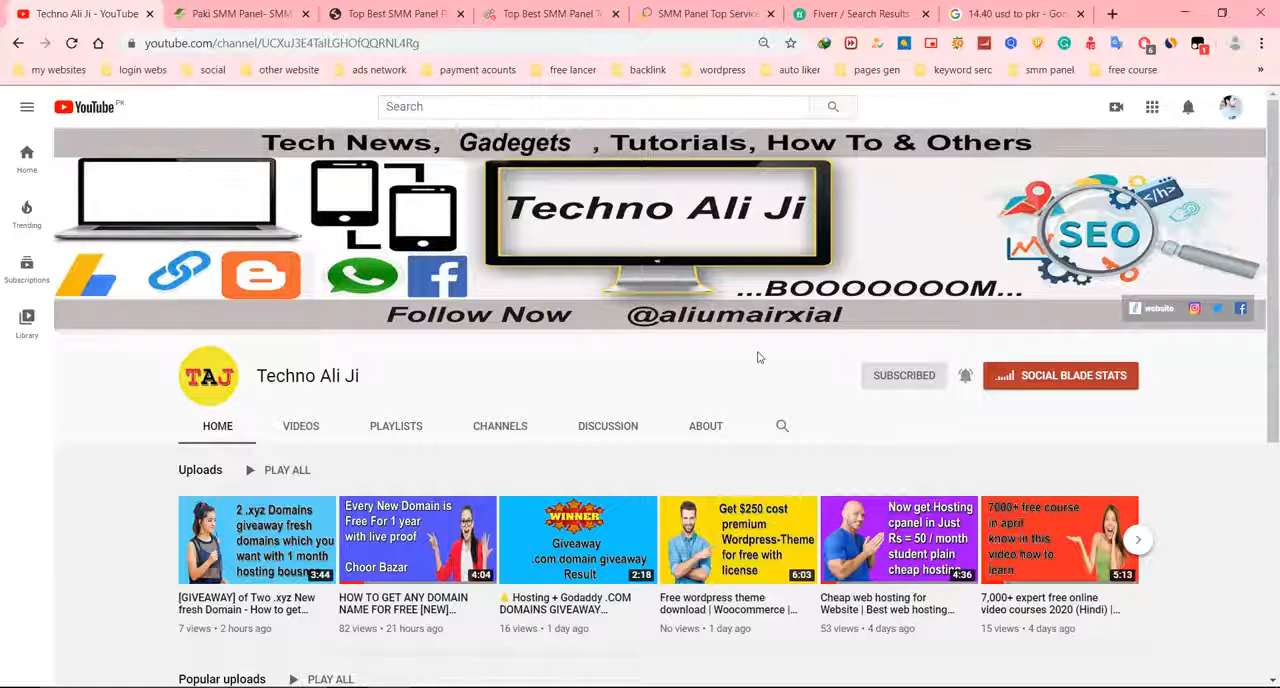 Techno Ali Ji - YouTube
Paki SMM Panel- SMM
Top Best SMM Panel P
Top Best SMM Panel T
SMM Panel Top Service
Fiverr / Search Results
14.40 usd to pkr - Goo
youtube.com/channel/UCXuJ3E4TaILGHOfQQRNL4Rg
my websites
login webs
social
other website
ads network
payment acounts
free lancer
backlink
wordpress
auto liker
pages gen
keyword serc
smm panel
free course
YouTube PK
Search
Home
Trending
Subscriptions
Library
Tech News, Gadegets , Tutorials, How To & Others
Techno Ali Ji
SEO
...BOOOOOOOM...
Follow Now @aliumairxial
website
TAJ
Techno Ali Ji
SUBSCRIBED
SOCIAL BLADE STATS
HOME
VIDEOS
PLAYLISTS
CHANNELS
DISCUSSION
ABOUT
Uploads
PLAY ALL
2 .xyz Domains
giveaway fresh
domains which you
want with 1 month
hosting bousn
3:44
[GIVEAWAY] of Two .xyz New
fresh Domain - How to get...
7 views • 2 hours ago
Every New Domain is
Free For 1 year
with live proof
Choor Bazar
4:04
HOW TO GET ANY DOMAIN
NAME FOR FREE [NEW]...
82 views • 21 hours ago
WINNER
Giveaway
.com domain giveaway
Result
2:18
Hosting + Godaddy .COM
DOMAINS GIVEAWAY...
16 views • 1 day ago
Get $250 cost
premium
Wordpress-Theme
for free with
license
6:03
Free wordpress theme
download | Woocommerce |...
No views • 1 day ago
Now get Hosting
cpanel in Just
Rs = 50 / month
student plain
cheap hosting
4:36
Cheap web hosting for
Website | Best web hosting...
53 views • 4 days ago
7000+ free course
in april
know in this
video how to
learn
5:13
7,000+ expert free online
video courses 2020 (Hindi) |...
15 views • 4 days ago
Popular uploads
PLAY ALL